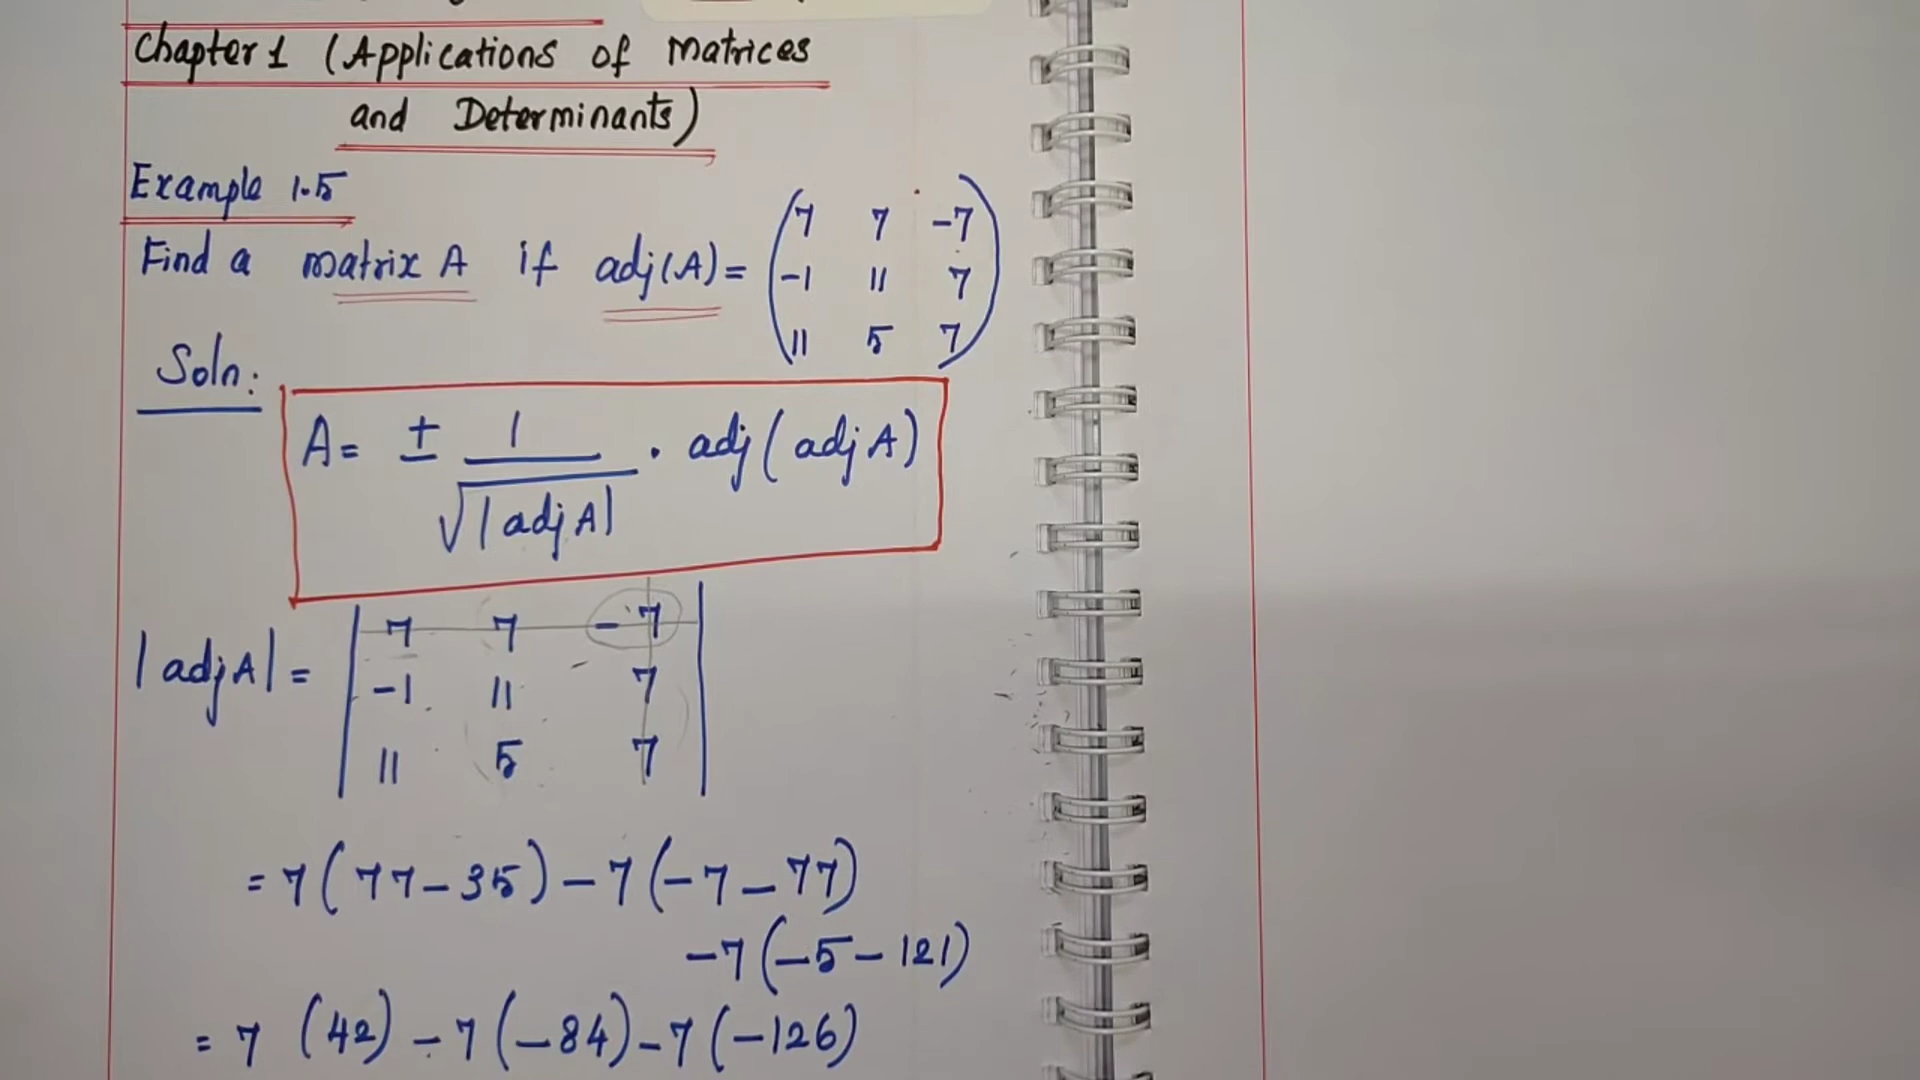 Chapter 1 (Applications of Matrices
and Determinants)
Example 1.5
Find a matrix A if adj(A) = (7 7 -7
-1 11 7
11 5 7)
Soln:
A = ± 1/√|adj A| · adj(adj A)
|adj A| = |7 7 -7
-1 11 7
11 5 7|
= 7(77-35) - 7(-7-77)
-7(-5-121)
= 7 (42) - 7(-84) - 7(-126)